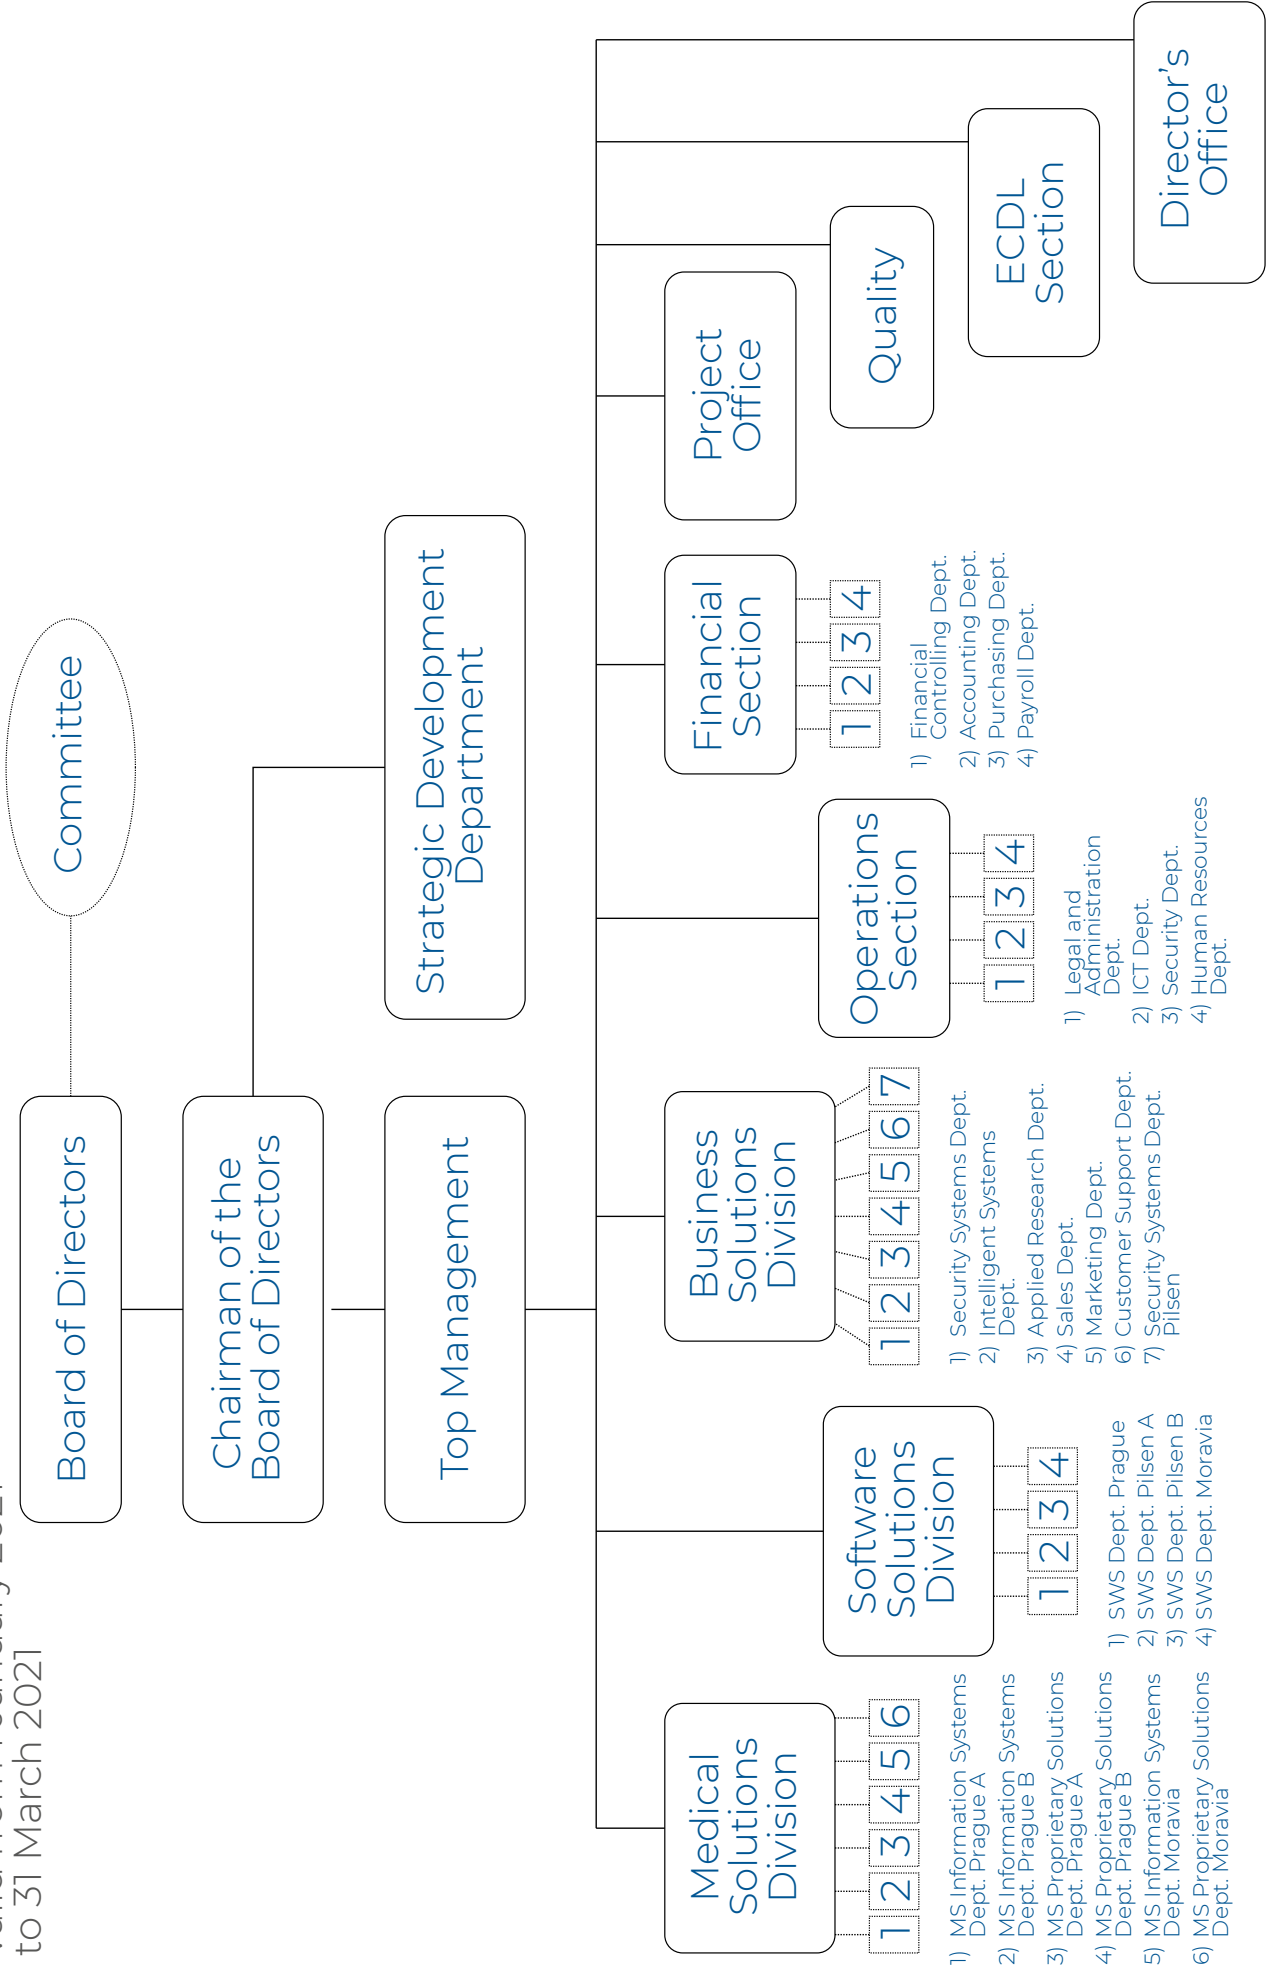 to 31 March 2021
Board of Directors
Committee
Chairman of the
Board of Directors
Top Management
Strategic Development
Department
Medical
Solutions
Division
1 2 3 4 5 6
1) MS Information Systems
Dept. Prague A
2) MS Information Systems
Dept. Prague B
3) MS Proprietary Solutions
Dept. Prague A
4) MS Proprietary Solutions
Dept. Prague B
5) MS Information Systems
Dept. Moravia
6) MS Proprietary Solutions
Dept. Moravia
Software
Solutions
Division
1 2 3 4
1) SWS Dept. Prague
2) SWS Dept. Pilsen A
3) SWS Dept. Pilsen B
4) SWS Dept. Moravia
Business
Solutions
Division
1 2 3 4 5 6 7
1) Security Systems Dept.
2) Intelligent Systems
Dept.
3) Applied Research Dept.
4) Sales Dept.
5) Marketing Dept.
6) Customer Support Dept.
7) Security Systems Dept.
Pilsen
Operations
Section
1 2 3 4
1) Legal and
Administration
Dept.
2) ICT Dept.
3) Security Dept.
4) Human Resources
Dept.
Financial
Section
1 2 3 4
1) Financial
Controlling Dept.
2) Accounting Dept.
3) Purchasing Dept.
4) Payroll Dept.
Project
Office
Quality
ECDL
Section
Director's
Office